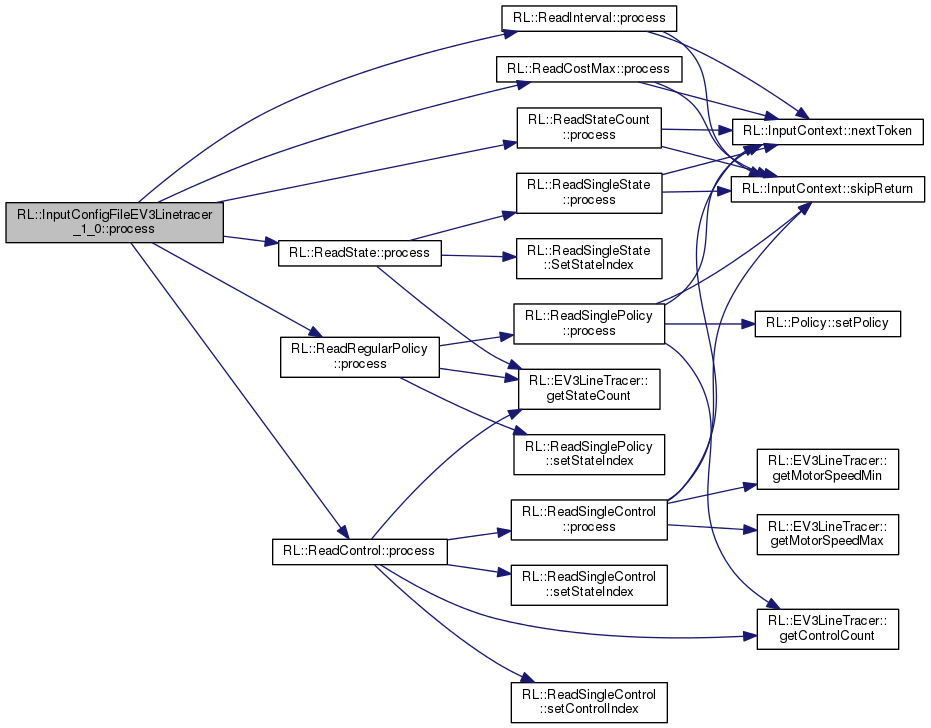 RL::ReadInterval::process
RL::ReadCostMax::process
RL::ReadStateCount
::process
RL::InputContext::nextToken
RL::ReadSingleState
::process
RL::InputContext::skipReturn
RL::InputConfigFileEV3Linetracer
_1_0::process
RL::ReadState::process
RL::ReadSingleState
::SetStateIndex
RL::ReadSinglePolicy
::process
RL::Policy::setPolicy
RL::ReadRegularPolicy
::process
RL::EV3LineTracer::
getStateCount
RL::ReadSinglePolicy
::setStateIndex
RL::EV3LineTracer::
getMotorSpeedMin
RL::ReadSingleControl
::process
RL::EV3LineTracer::
getMotorSpeedMax
RL::ReadControl::process
RL::ReadSingleControl
::setStateIndex
RL::EV3LineTracer::
getControlCount
RL::ReadSingleControl
::setControlIndex